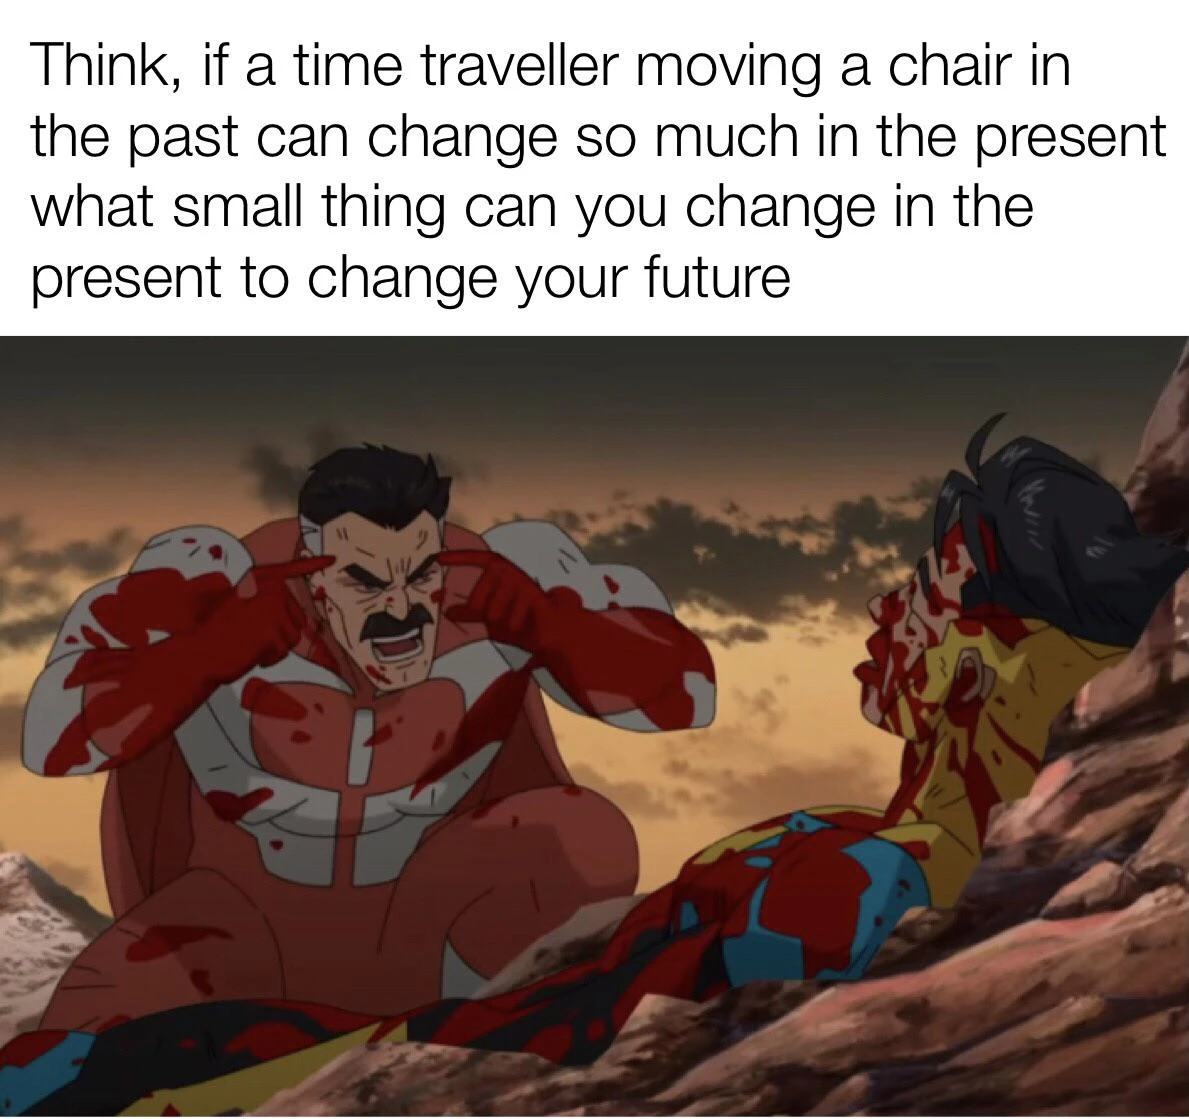 Think, if a time traveller moving a chair in
the past can change so much in the present
what small thing can you change in the
present to change your future